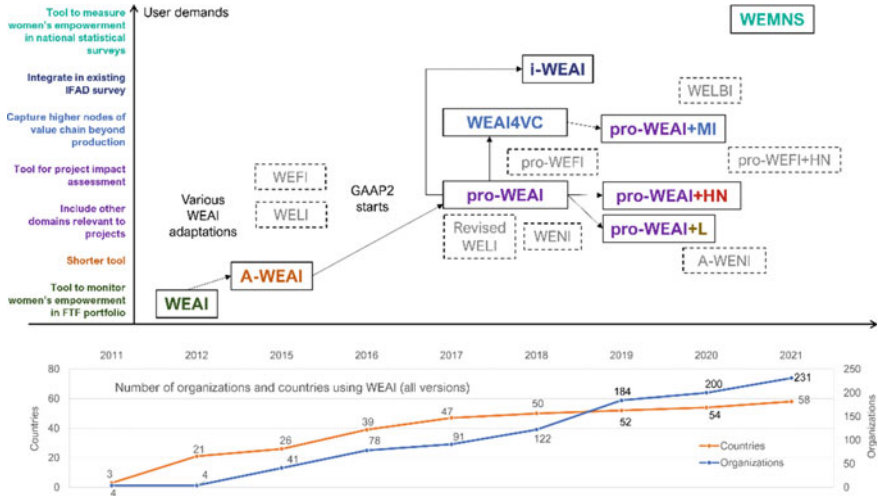 User demands
Tool to measure
women's empowerment
in national statistical
surveys
Integrate in existing
IFAD survey
Capture higher nodes of
value chain beyond
production
Tool for project impact
assessment
Include other
domains relevant to
projects
Shorter tool
Tool to monitor
women's empowerment
in FTF portfolio
WEMNS
i-WEAI
WELBI
WEAI4VC
pro-WEAI+MI
pro-WEFI
pro-WEFI+HN
WEFI
Various
WEAI
adaptations
WELI
GAAP2
starts
pro-WEAI
pro-WEAI+HN
pro-WEAI+L
Revised
WELI
WENI
A-WENI
A-WEAI
WEAI
2011 2012 2015 2016 2017 2018 2019 2020 2021
Number of organizations and countries using WEAI (all versions)
Countries
80
60
40
20
0
Organizations
250
200
150
100
50
0
3 21 26 39 47 50 52 54 58
4 4 41 78 91 122 184 200 231
Countries
Organizations